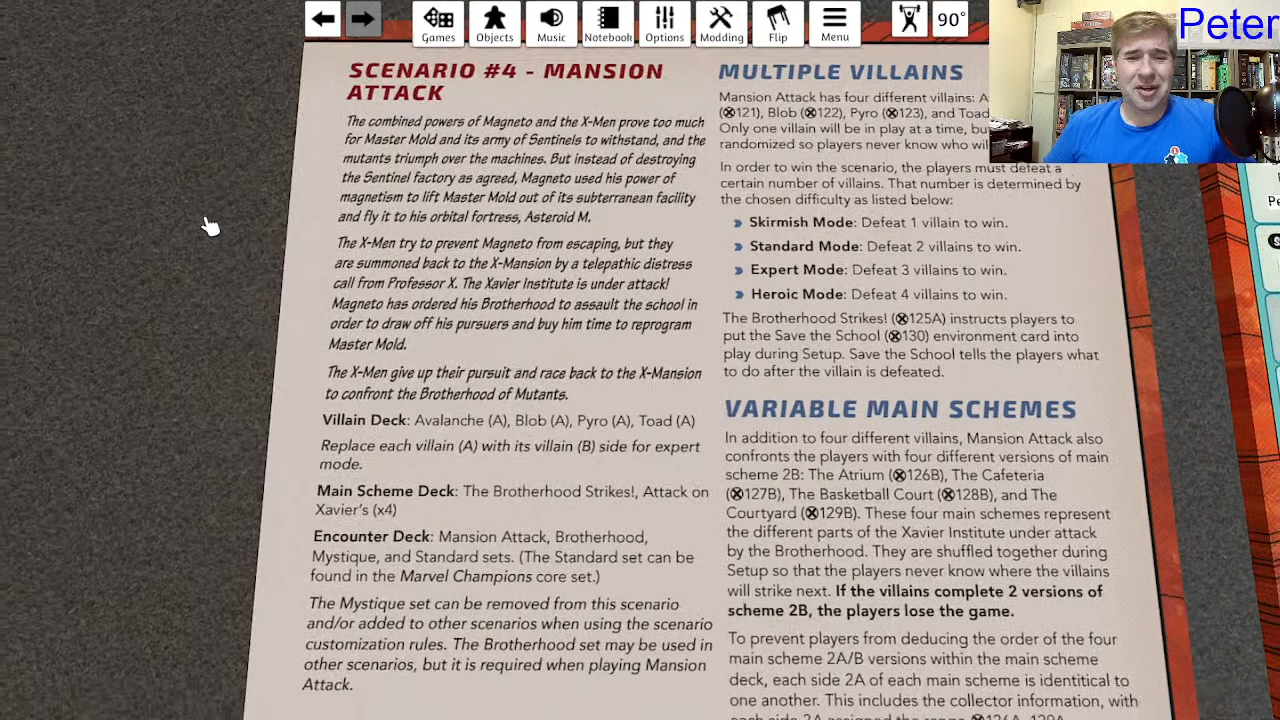 Games
Objects
Music
Notebook
Options
Modding
Flip
Menu
90°
Peter
SCENARIO #4 - MANSION
ATTACK
The combined powers of Magneto and the X-Men prove too much
for Master Mold and its army of Sentinels to withstand, and the
mutants triumph over the machines. But instead of destroying
the Sentinel factory as agreed, Magneto used his power of
magnetism to lift Master Mold out of its subterranean facility
and fly it to his orbital fortress, Asteroid M.
The X-Men try to prevent Magneto from escaping, but they
are summoned back to the X-Mansion by a telepathic distress
call from Professor X. The Xavier Institute is under attack!
Magneto has ordered his Brotherhood to assault the school in
order to draw off his pursuers and buy him time to reprogram
Master Mold.
The X-Men give up their pursuit and race back to the X-Mansion
to confront the Brotherhood of Mutants.
Villain Deck: Avalanche (A), Blob (A), Pyro (A), Toad (A)
Replace each villain (A) with its villain (B) side for expert
mode.
Main Scheme Deck: The Brotherhood Strikes!, Attack on
Xavier's (x4)
Encounter Deck: Mansion Attack, Brotherhood,
Mystique, and Standard sets. (The Standard set can be
found in the Marvel Champions core set.)
The Mystique set can be removed from this scenario
and/or added to other scenarios when using the scenario
customization rules. The Brotherhood set may be used in
other scenarios, but it is required when playing Mansion
Attack.
MULTIPLE VILLAINS
Mansion Attack has four different villains:
(121), Blob (122), Pyro (123), and Toad
Only one villain will be in play at a time,
randomized so players never know who
In order to win the scenario, the players must defeat a
certain number of villains. That number is determined by
the chosen difficulty as listed below:
» Skirmish Mode: Defeat 1 villain to win.
» Standard Mode: Defeat 2 villains to win.
» Expert Mode: Defeat 3 villains to win.
» Heroic Mode: Defeat 4 villains to win.
The Brotherhood Strikes! (125A) instructs players to
put the Save the School (130) environment card into
play during Setup. Save the School tells the players what
to do after the villain is defeated.
VARIABLE MAIN SCHEMES
In addition to four different villains, Mansion Attack also
confronts the players with four different versions of main
scheme 2B: The Atrium (126B), The Cafeteria
(127B), The Basketball Court (128B), and The
Courtyard (129B). These four main schemes represent
the different parts of the Xavier Institute under attack
by the Brotherhood. They are shuffled together during
Setup so that the players never know where the villains
will strike next. If the villains complete 2 versions of
scheme 2B, the players lose the game.
To prevent players from deducing the order of the four
main scheme 2A/B versions within the main scheme
deck, each side 2A of each main scheme is identitical to
one another. This includes the collector information, with